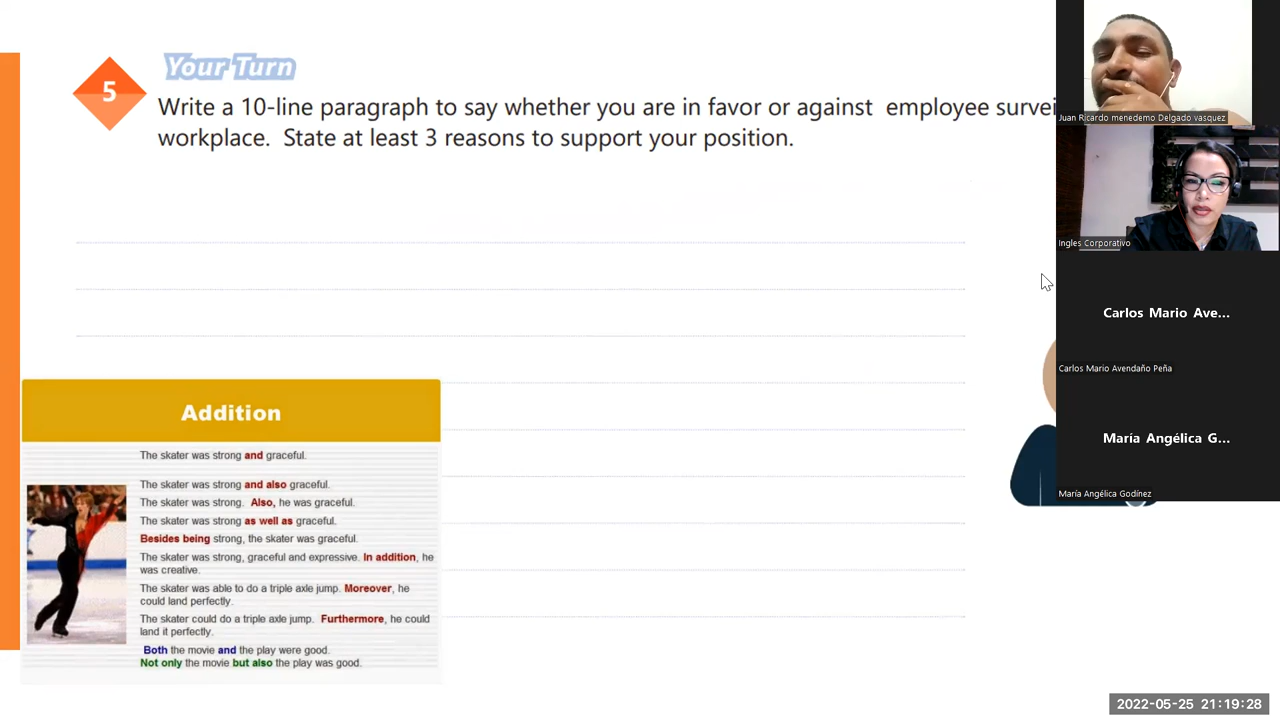 5
Your Turn
Write a 10-line paragraph to say whether you are in favor or against employee
workplace. State at least 3 reasons to support your position.
Juan Ricardo menedemo Delgado vasquez
Ingles Corporativo
Carlos Mario Ave...
Carlos Mario Avendaño Peña
María Angélica G...
María Angélica Godínez
Addition
The skater was strong and graceful.
The skater was strong and also graceful.
The skater was strong. Also, he was graceful.
The skater was strong as well as graceful.
Besides being strong, the skater was graceful.
The skater was strong, graceful and expressive. In addition, he
was creative.
The skater was able to do a triple axle jump. Moreover, he
could land perfectly.
The skater could do a triple axle jump. Furthermore, he could
land it perfectly.
Both the movie and the play were good.
Not only the movie but also the play was good.
2022-05-25 21:19:28